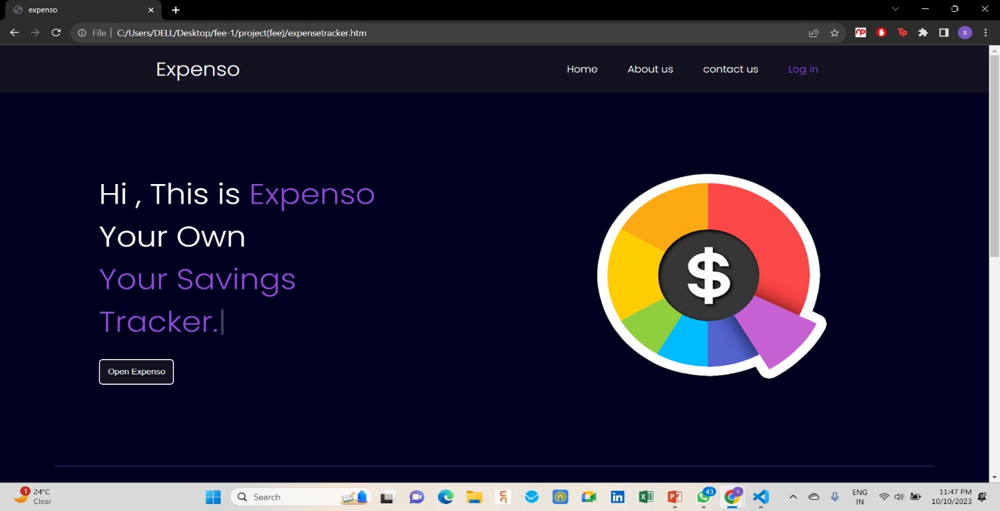 expenso
File | C:/Users/DELL/Desktop/fee-1/project(fee)/expensetracker.htm
Tp
s
Expenso
Home
About us
contact us
Log in
Hi , This is Expenso
Your Own
Your Savings
Tracker.
$
Open Expenso
1
24°C
Clear
Search
in
43
s
ENG
IN
11:47 PM
10/10/2023